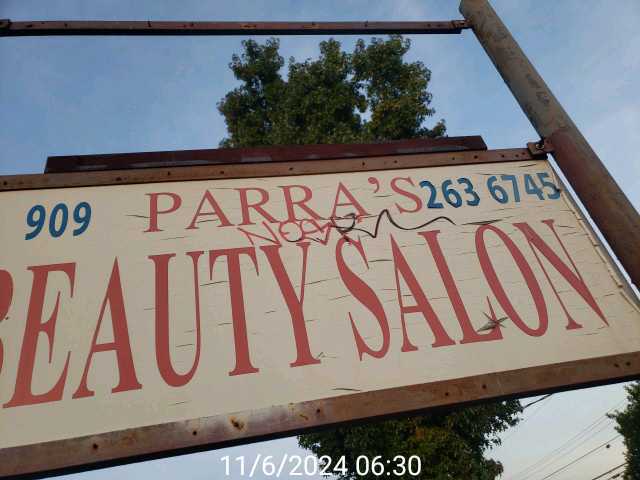 909 PARRA'S 263 6745
BEAUTY SALON
11/6/2024 06:30